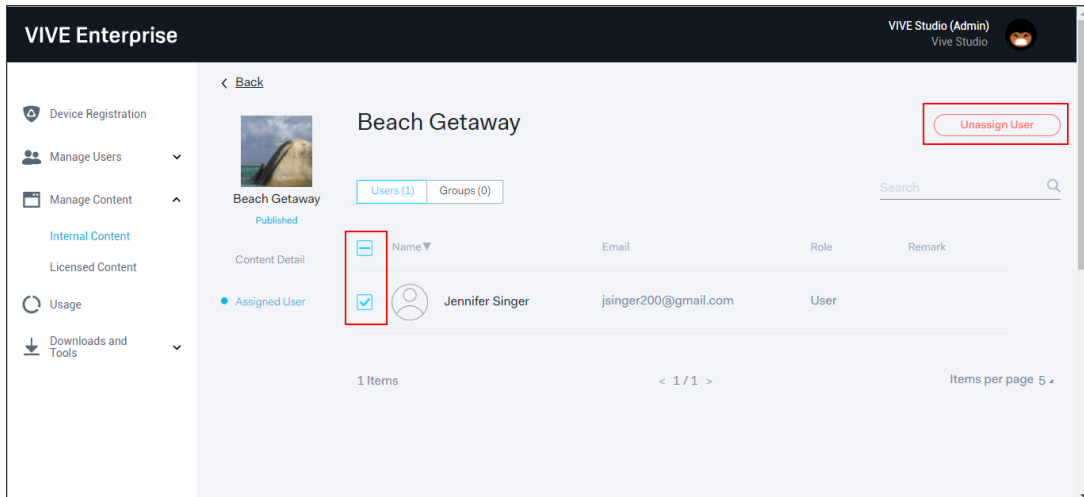 VIVE Enterprise
VIVE Studio (Admin)
Vive Studio
Back
Device Registration
Manage Users
Manage Content
Internal Content
Licensed Content
Usage
Downloads and
Tools
Beach Getaway
Published
Content Detail
Assigned User
Beach Getaway
Unassign User
Users (1)
Groups (0)
Search
Name▼ Email Role Remark
Jennifer Singer jsinger200@gmail.com User
1 Items < 1 / 1 > Items per page 5